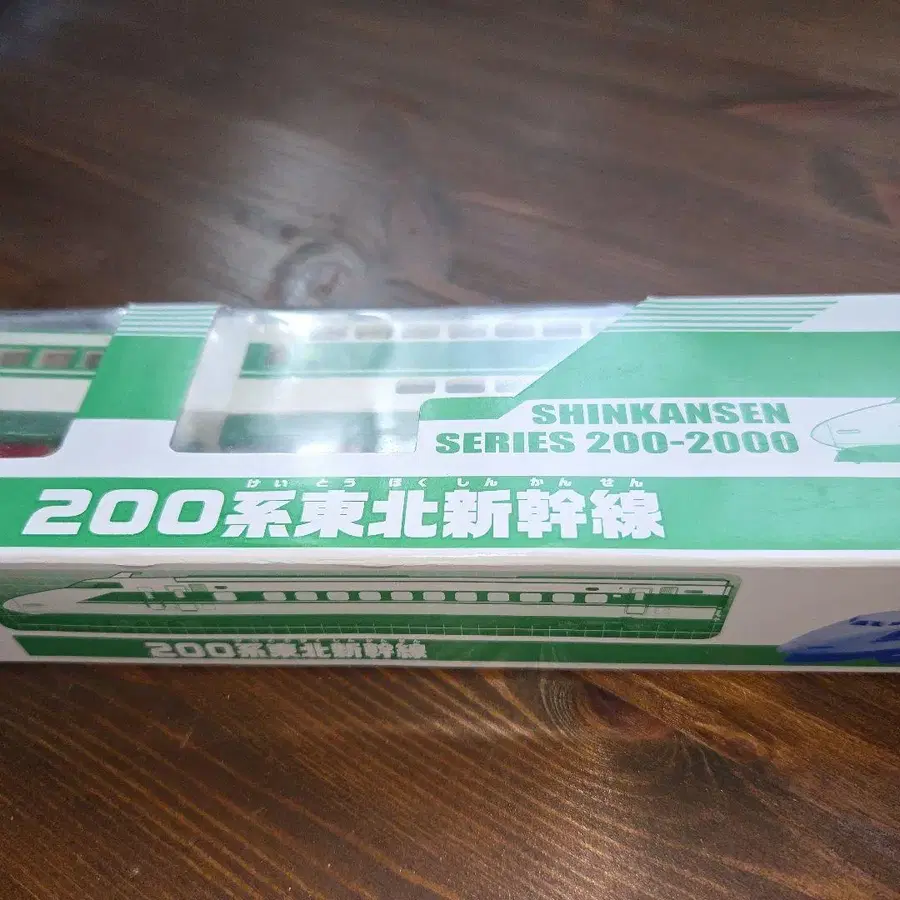 SHINKANSEN
SERIES 200-2000
けい とう ほく しん かん せん
200系東北新幹線
200系東北新幹線